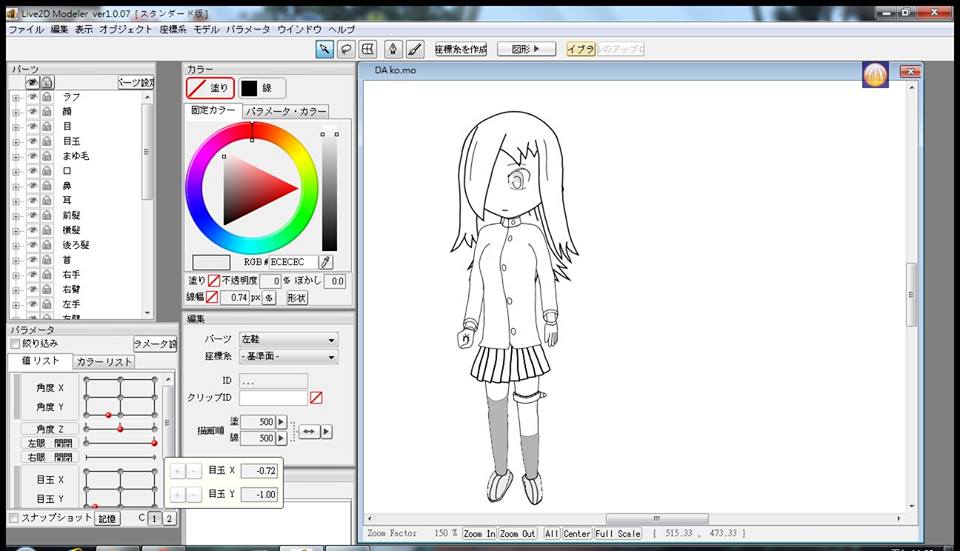 Live2D Modeler ver1.0.07 [ スタンダード版 ]
ファイル 編集 表示 オブジェクト 座標系 モデル パラメータ ウインドウ ヘルプ
座標系を作成 図形 イブラ レのアップロ
パーツ
パーツ設定
ラフ
顔
目
目玉
まゆ毛
口
鼻
耳
前髪
横髪
後ろ髪
首
右手
右臂
左手
左臂
パラメータ
絞り込み
ラメータ設
値 リスト カラー リスト
角度 X
角度 Y
角度 Z
左眼 開閉
右眼 開閉
目玉 X
目玉 Y
スナップショット 記憶 C 1 2
カラー
塗り 線
固定カラー パラメータ・カラー
RGB # ECECEC
塗り 不透明度 0 % ぼかし 0.0
線幅 0.74 px % 形状
編集
パーツ 左鞋
座標系 - 基準面 -
ID ...
クリップID
描画順 塗 500
線 500
目玉 X -0.72
目玉 Y -1.00
DA ko.mo
Zoom Factor 150 % Zoom In Zoom Out All Center Full Scale [ 515.33 , 473.33 ]